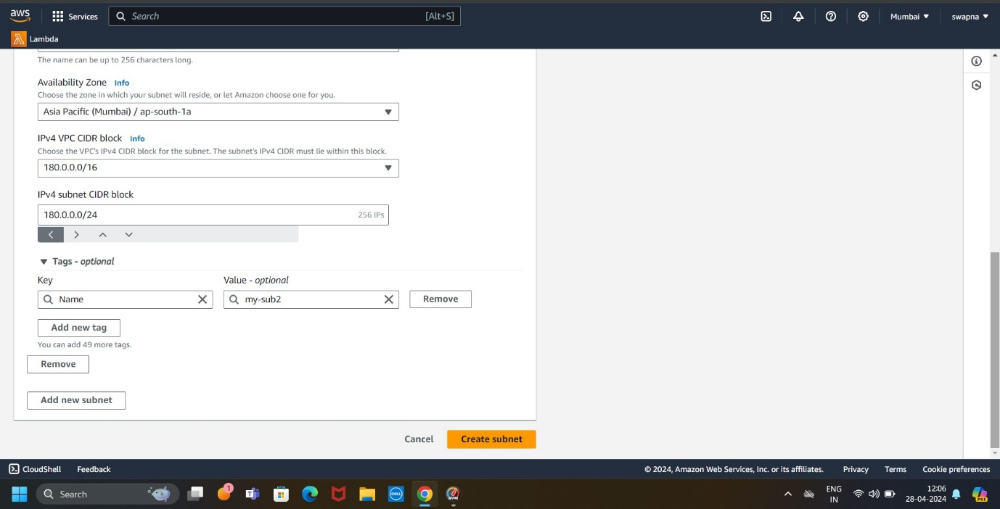 aws
Services
Search
[Alt+S]
Mumbai
swapna
Lambda
The name can be up to 256 characters long.
Availability Zone Info
Choose the zone in which your subnet will reside, or let Amazon choose one for you.
Asia Pacific (Mumbai) / ap-south-1a
IPv4 VPC CIDR block Info
Choose the VPC's IPv4 CIDR block for the subnet. The subnet's IPv4 CIDR must lie within this block.
180.0.0.0/16
IPv4 subnet CIDR block
180.0.0.0/24
256 IPs
Tags - optional
Key
Value - optional
Name
my-sub2
Remove
Add new tag
You can add 49 more tags.
Remove
Add new subnet
Cancel
Create subnet
CloudShell
Feedback
© 2024, Amazon Web Services, Inc. or its affiliates.
Privacy
Terms
Cookie preferences
Search
1
DELL
WPM
ENG
IN
12:06
28-04-2024
PRE